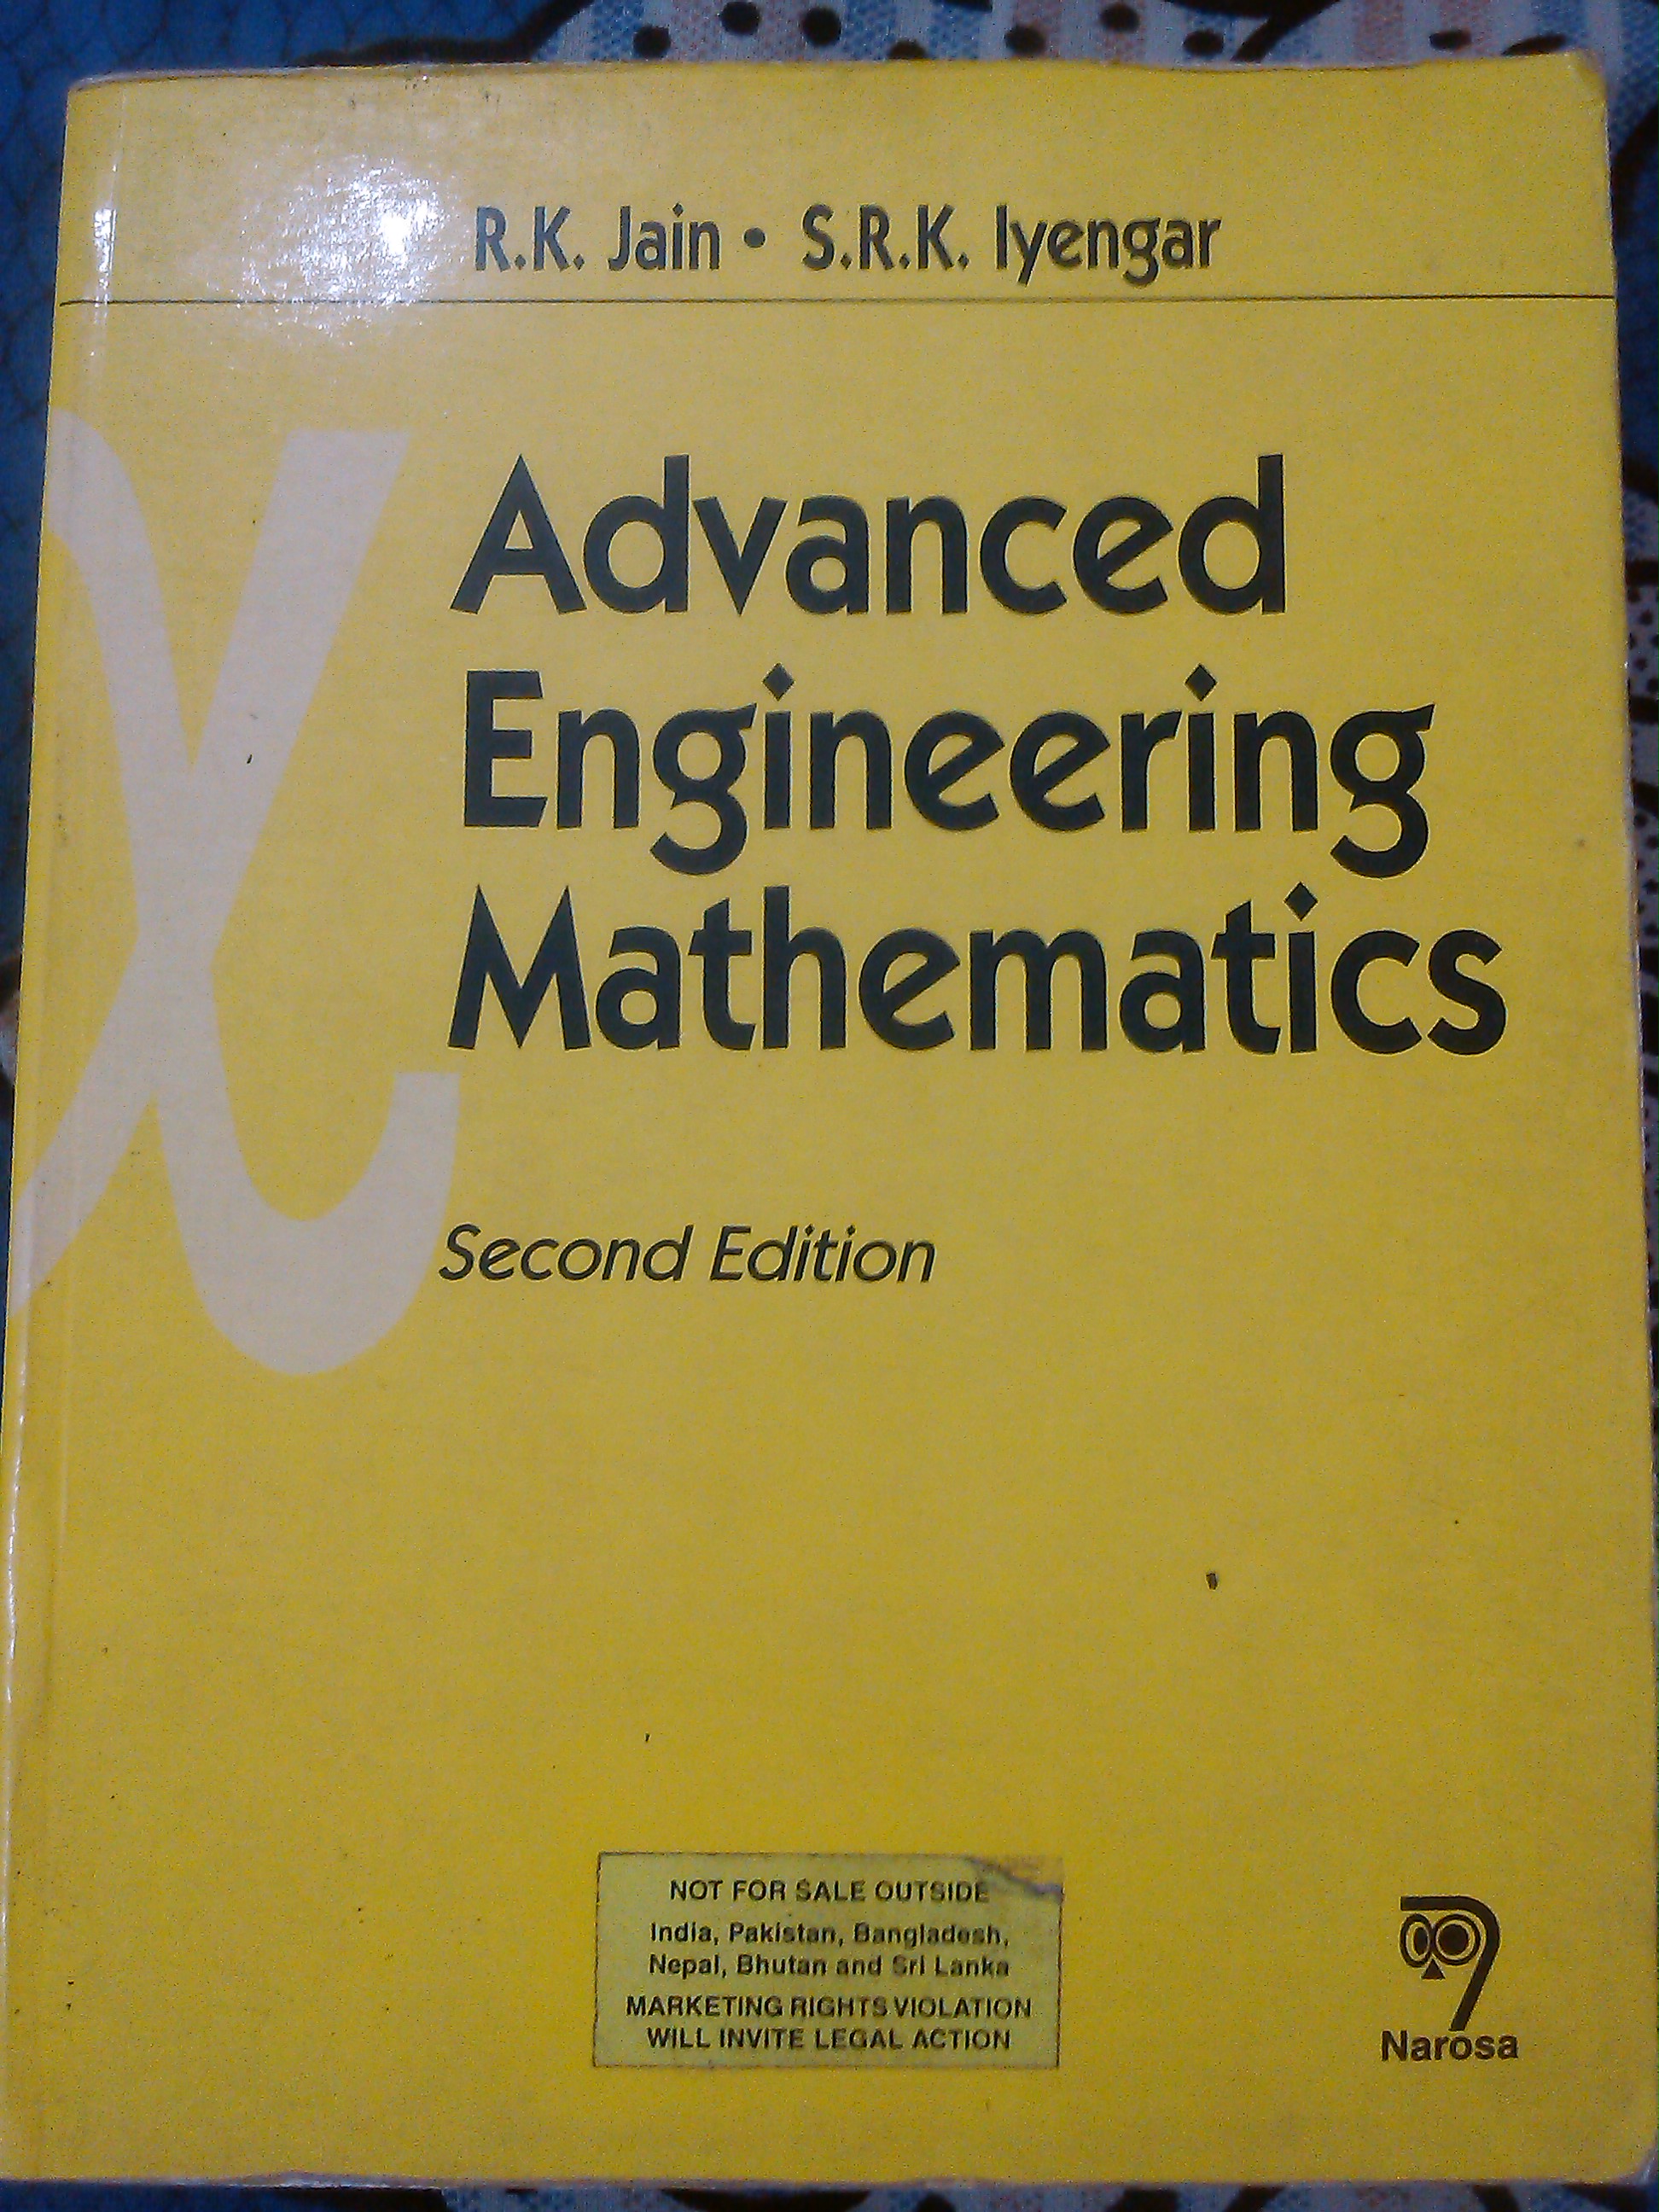 R.K. Jain • S.R.K. Iyengar
x
Advanced
Engineering
Mathematics
Second Edition
NOT FOR SALE OUTSIDE
India, Pakistan, Bangladesh,
Nepal, Bhutan and Sri Lanka
MARKETING RIGHTS VIOLATION
WILL INVITE LEGAL ACTION
Narosa